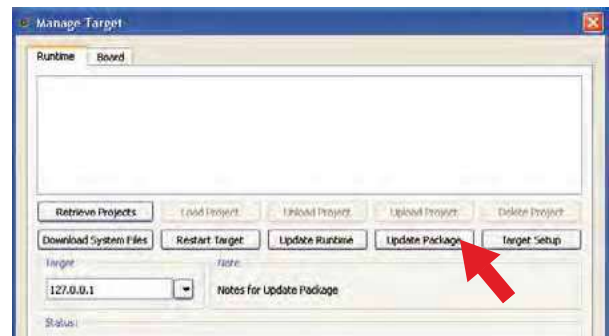 Manage Target
Runtime Board
Retrieve Projects Load Project Unload Project Upload Project Delete Project
Download System Files Restart Target Update Runtime Update Package Target Setup
Target Note
127.0.0.1 Notes for Update Package
Status: